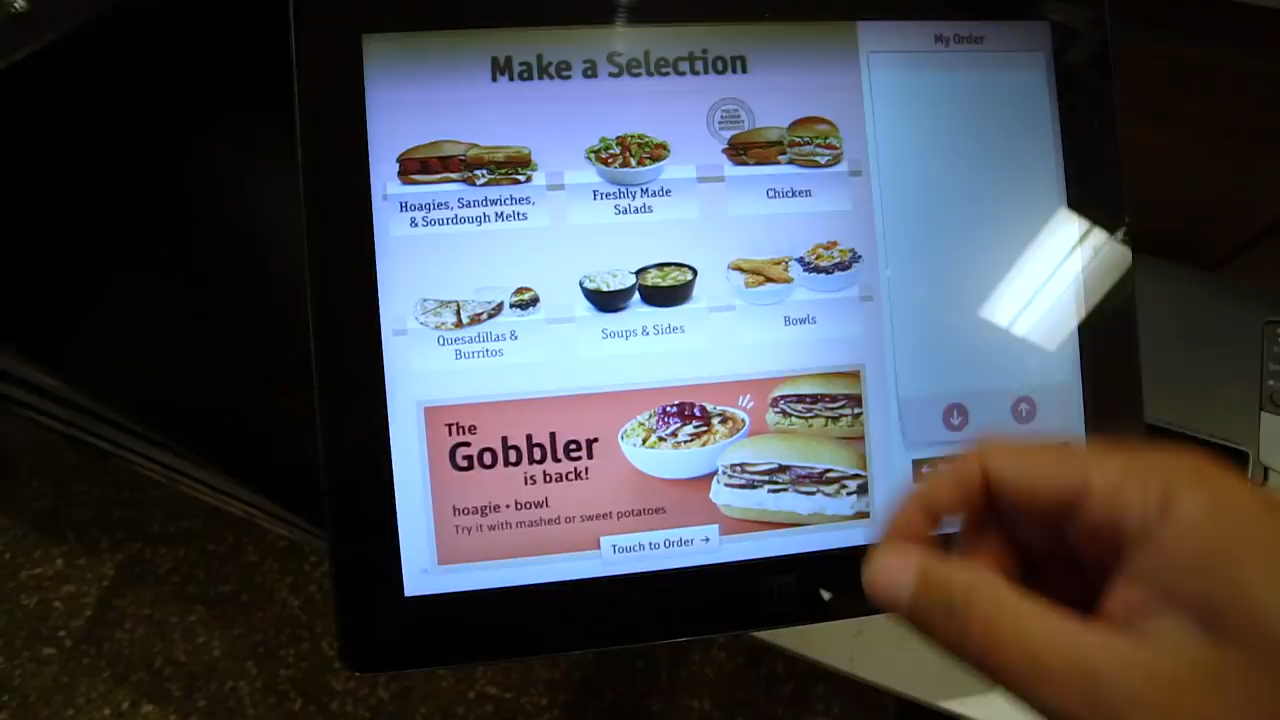 Make a Selection
My Order
Hoagies, Sandwiches,
& Sourdough Melts
Freshly Made
Salads
Chicken
Quesadillas &
Burritos
Soups & Sides
Bowls
The
Gobbler
is back!
hoagie • bowl
Try it with mashed or sweet potatoes
Touch to Order →